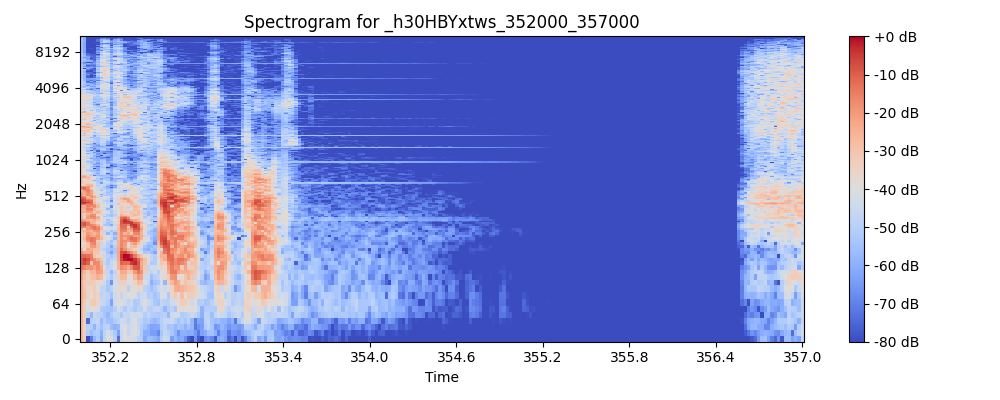 Spectrogram for _h30HBYxtws_352000_357000
Hz
8192
4096
2048
1024
512
256
128
64
0
352.2 352.8 353.4 354.0 354.6 355.2 355.8 356.4 357.0
Time
+0 dB
-10 dB
-20 dB
-30 dB
-40 dB
-50 dB
-60 dB
-70 dB
-80 dB